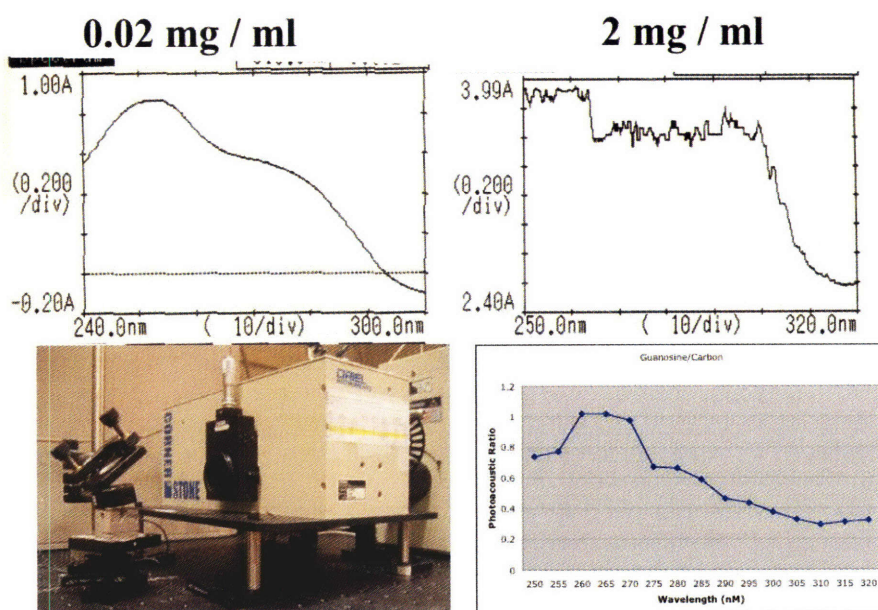 0.02 mg / ml
2 mg / ml
1.00A
(0.200
/div)
-0.20A
240.0nm
( 10/div)
300.0nm
3.99A
(0.200
/div)
2.40A
250.0nm
( 10/div)
320.0nm
ORIEL
CORNER
STONE
Guanosine/Carbon
Photoacoustic Ratio
1.2
1
0.8
0.6
0.4
0.2
0
250 255 260 265 270 275 280 285 290 295 300 305 310 315 320
Wavelength (nM)